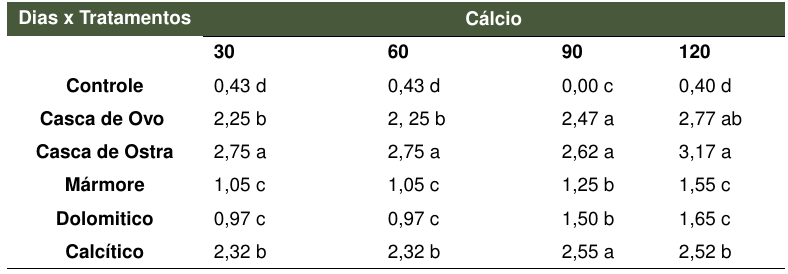 Dias x Tratamentos Cálcio
30 60 90 120
Controle 0,43 d 0,43 d 0,00 c 0,40 d
Casca de Ovo 2,25 b 2, 25 b 2,47 a 2,77 ab
Casca de Ostra 2,75 a 2,75 a 2,62 a 3,17 a
Mármore 1,05 c 1,05 c 1,25 b 1,55 c
Dolomitico 0,97 c 0,97 c 1,50 b 1,65 c
Calcítico 2,32 b 2,32 b 2,55 a 2,52 b